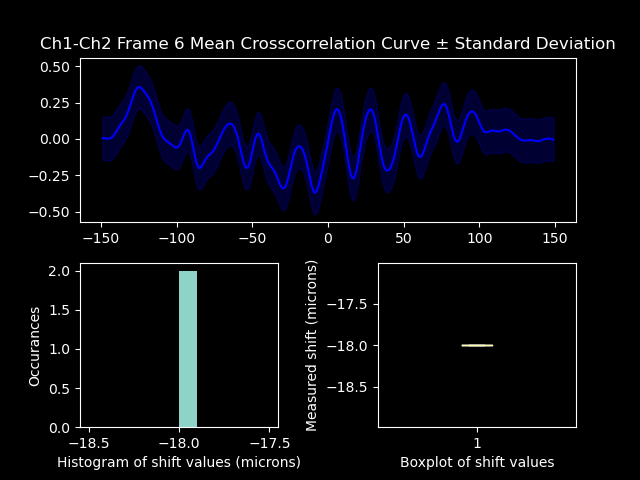 Ch1-Ch2 Frame 6 Mean Crosscorrelation Curve ± Standard Deviation
0.50
0.25
0.00
−0.25
−0.50
−150 −100 −50 0 50 100 150
2.0
1.5
1.0
0.5
0.0
Occurances
−18.5 −18.0 −17.5
Histogram of shift values (microns)
Measured shift (microns)
−17.5
−18.0
−18.5
1
Boxplot of shift values